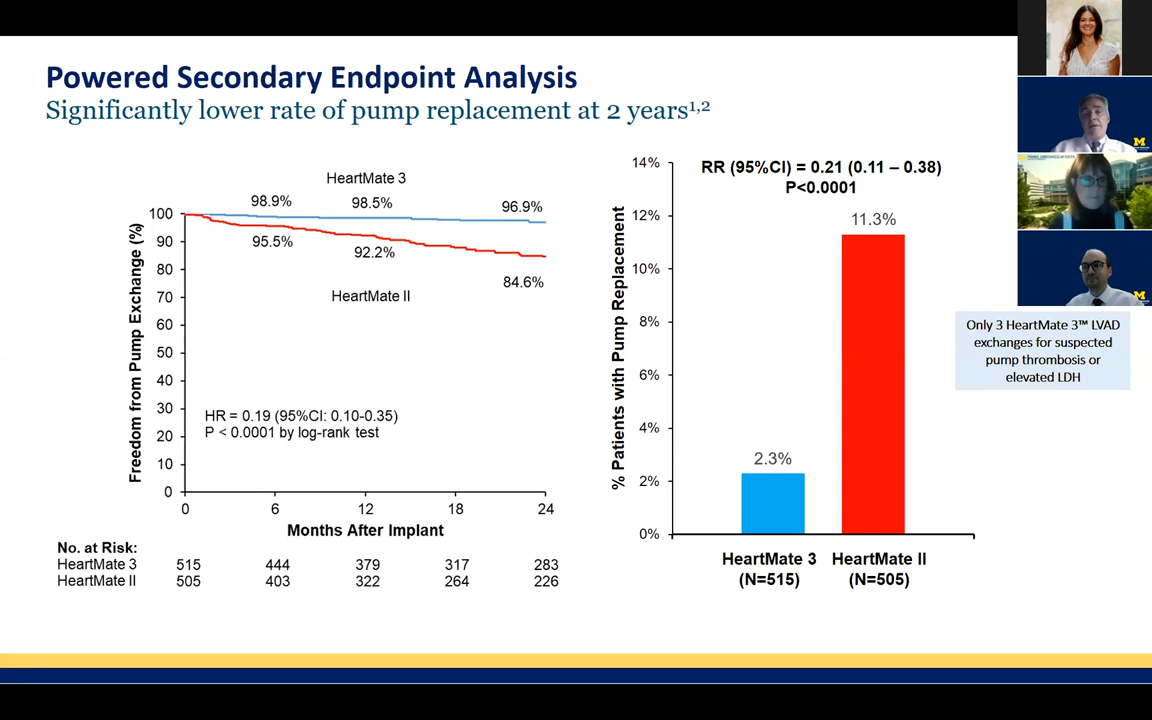 Powered Secondary Endpoint Analysis
Significantly lower rate of pump replacement at 2 years1,2
HeartMate 3
98.9%
98.5%
96.9%
95.5%
92.2%
84.6%
HeartMate II
Freedom from Pump Exchange (%)
100
90
80
70
60
50
40
30
20
10
0
HR = 0.19 (95%CI: 0.10-0.35)
P < 0.0001 by log-rank test
0 6 12 18 24
Months After Implant
No. at Risk:
HeartMate 3 515 444 379 317 283
HeartMate II 505 403 322 264 226
RR (95%CI) = 0.21 (0.11 – 0.38)
P<0.0001
% Patients with Pump Replacement
14%
12%
10%
8%
6%
4%
2%
0%
2.3%
11.3%
HeartMate 3 HeartMate II
(N=515) (N=505)
Only 3 HeartMate 3™ LVAD
exchanges for suspected
pump thrombosis or
elevated LDH
M
M